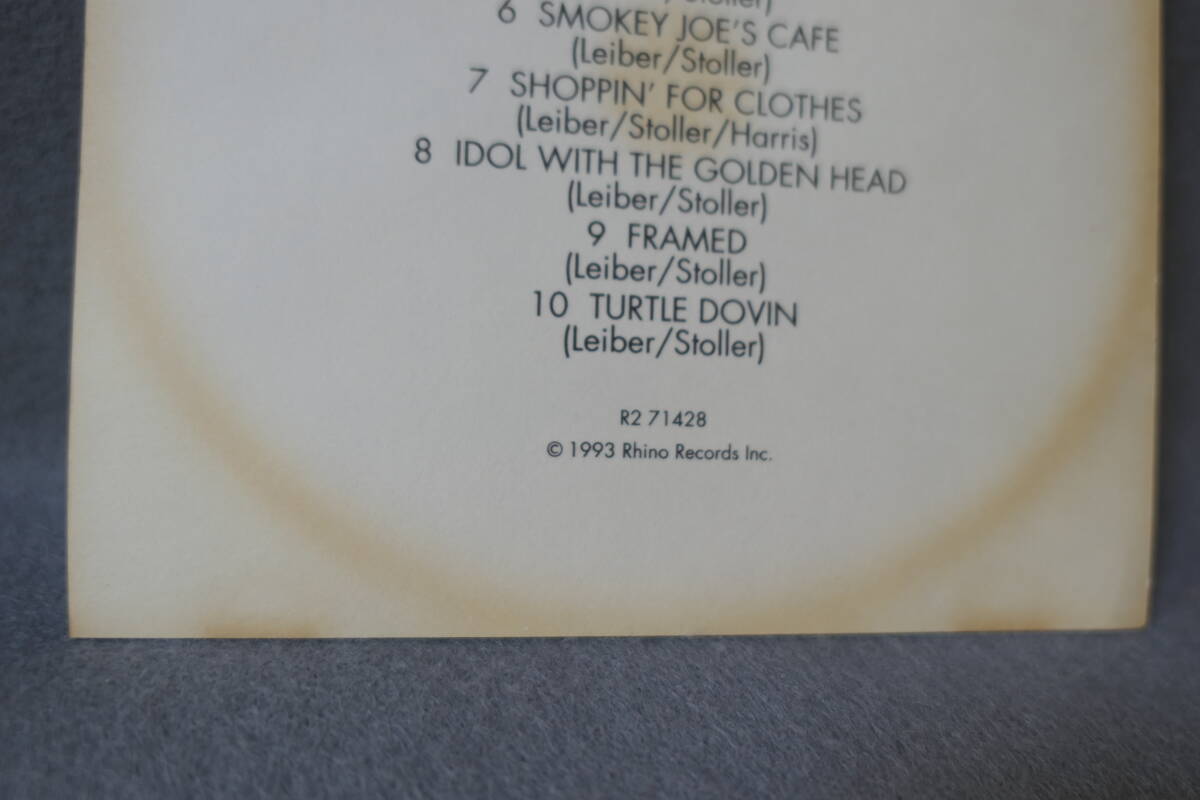 6 SMOKEY JOE'S CAFE
(Leiber/Stoller)
7 SHOPPIN' FOR CLOTHES
(Leiber/Stoller/Harris)
8 IDOL WITH THE GOLDEN HEAD
(Leiber/Stoller)
9 FRAMED
(Leiber/Stoller)
10 TURTLE DOVIN
(Leiber/Stoller)
R2 71428
© 1993 Rhino Records Inc.